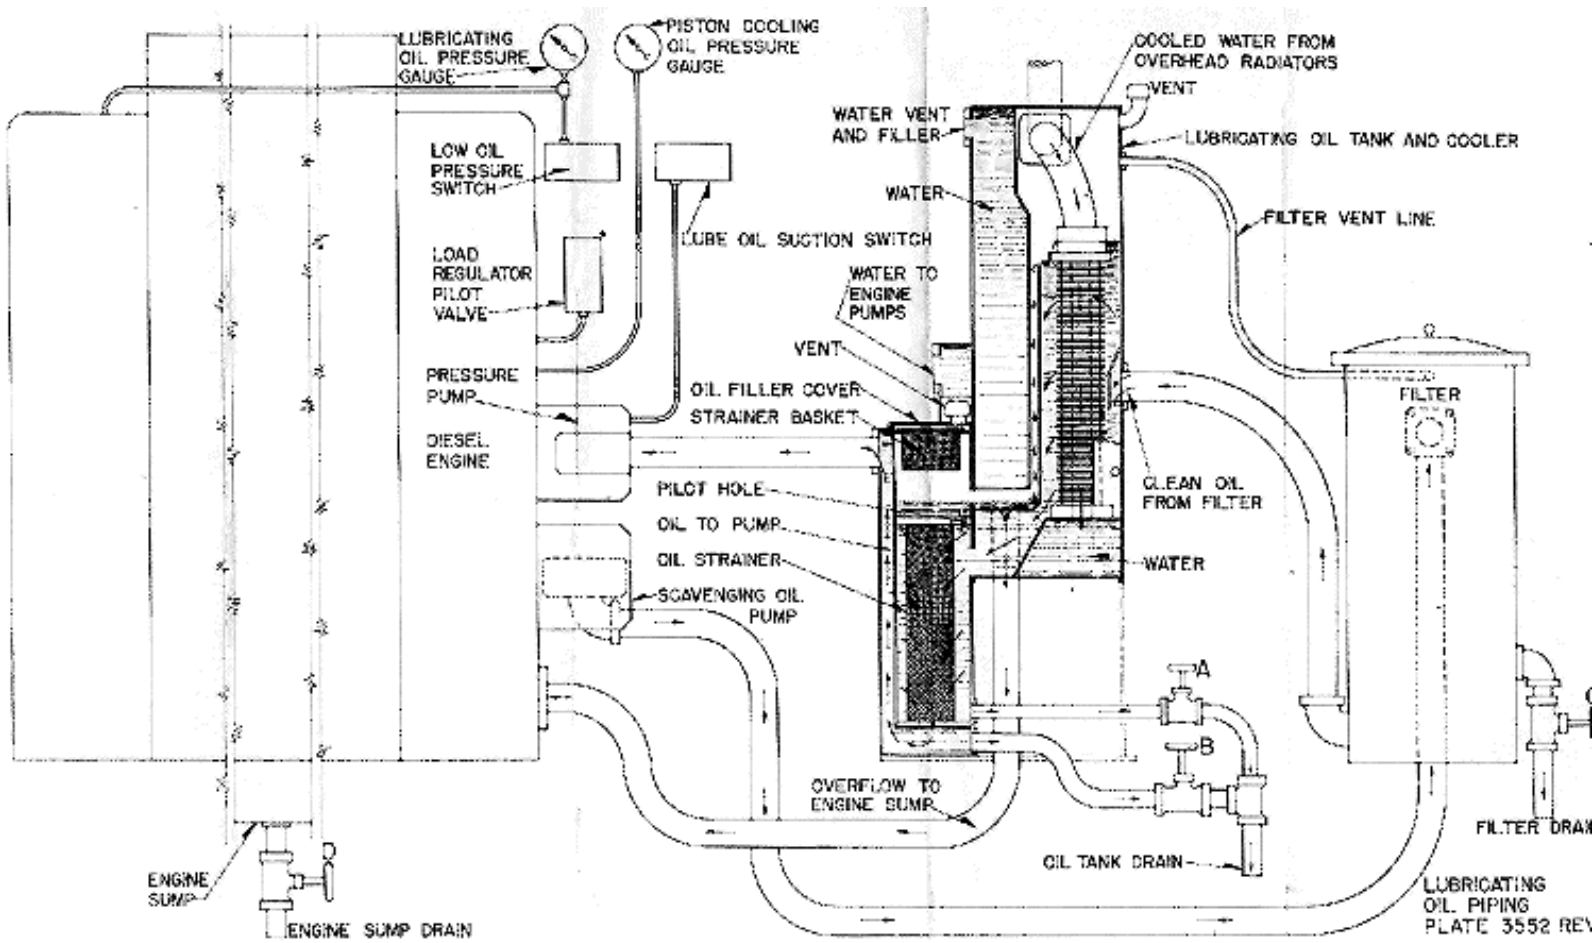 LUBRICATING
OIL PRESSURE
GAUGE
PISTON COOLING
OIL PRESSURE
GAUGE
COOLED WATER FROM
OVERHEAD RADIATORS
VENT
WATER VENT
AND FILLER
LUBRICATING OIL TANK AND COOLER
LOW OIL
PRESSURE
SWITCH
WATER
FILTER VENT LINE
LUBE OIL SUCTION SWITCH
LOAD
REGULATOR
PILOT
VALVE
WATER TO
ENGINE
PUMPS
VENT
PRESSURE
PUMP
OIL FILLER COVER
STRAINER BASKET
FILTER
DIESEL
ENGINE
PILOT HOLE
CLEAN OIL
FROM FILTER
OIL TO PUMP
OIL STRAINER
WATER
SCAVENGING OIL
PUMP
A
B
OVERFLOW TO
ENGINE SUMP
FILTER DRAIN
OIL TANK DRAIN
ENGINE
SUMP
D
ENGINE SUMP DRAIN
LUBRICATING
OIL PIPING
PLATE 3552 REV